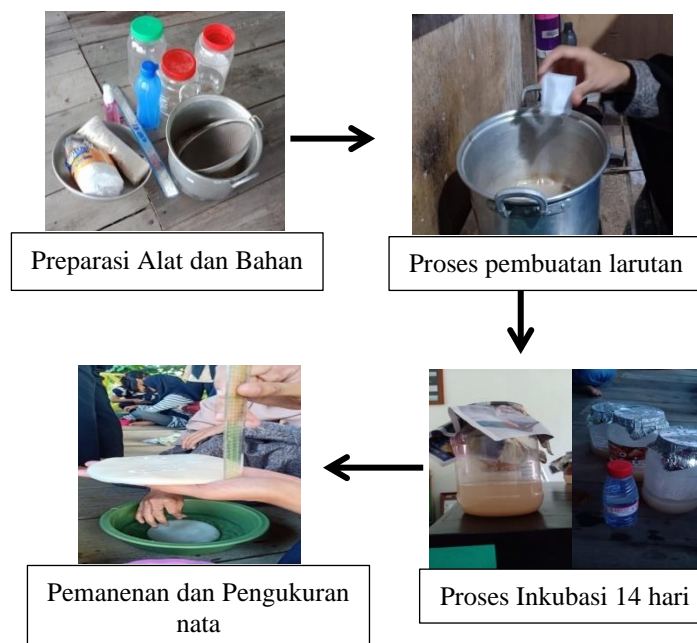 Preparasi Alat dan Bahan
Proses pembuatan larutan
Proses Inkubasi 14 hari
Pemanenan dan Pengukuran
nata